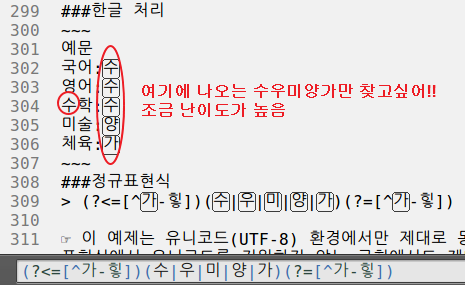 299 ###한글 처리
300 ~~~
301 예문
302 국어:수
303 영어:수
304 수학:수
305 미술:양
306 체육:가
여기에 나오는 수우미양가만 찾고싶어!!
조금 난이도가 높음
307 ~~~
308 ###정규표현식
309 > (?<=[^가-힣])(수|우|미|양|가)(?=[^가-힣])
310
311 ☞ 이 예제는 유니코드(UTF-8) 환경에서만 제대로
(?<=[^가-힣])(수|우|미|양|가)(?=[^가-힣])